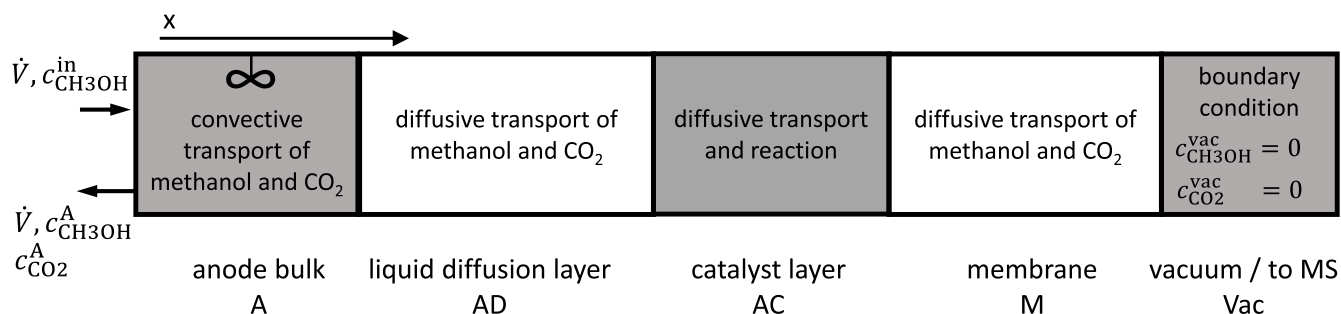 x
V̇, c_CH3OH^in
convective
transport of
methanol and CO₂
diffusive transport of
methanol and CO₂
diffusive transport
and reaction
diffusive transport of
methanol and CO₂
boundary
condition
c_CH3OH^vac = 0
c_CO2^vac = 0
V̇, c_CH3OH^A
c_CO2^A
anode bulk
A
liquid diffusion layer
AD
catalyst layer
AC
membrane
M
vacuum / to MS
Vac